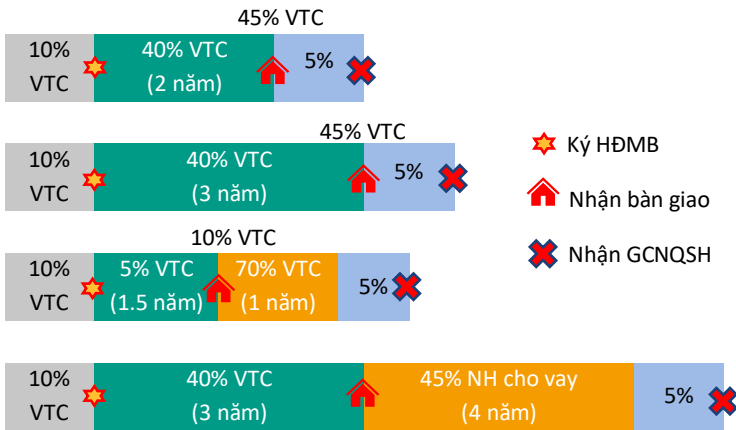 45% VTC
10%
VTC
40% VTC
(2 năm)
5%
45% VTC
10%
VTC
40% VTC
(3 năm)
5%
Ký HĐMB
Nhận bàn giao
Nhận GCNQSH
10% VTC
10%
VTC
5% VTC
(1.5 năm)
70% VTC
(1 năm)
5%
10%
VTC
40% VTC
(3 năm)
45% NH cho vay
(4 năm)
5%